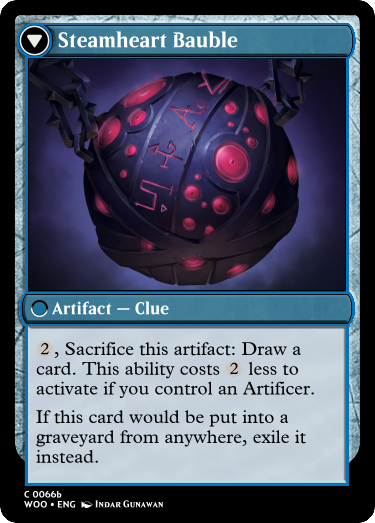 Steamheart Bauble
Artifact — Clue
2, Sacrifice this artifact: Draw a
card. This ability costs 2 less to
activate if you control an Artificer.
If this card would be put into a
graveyard from anywhere, exile it
instead.
C 0066b
WOO • ENG Indar Gunawan